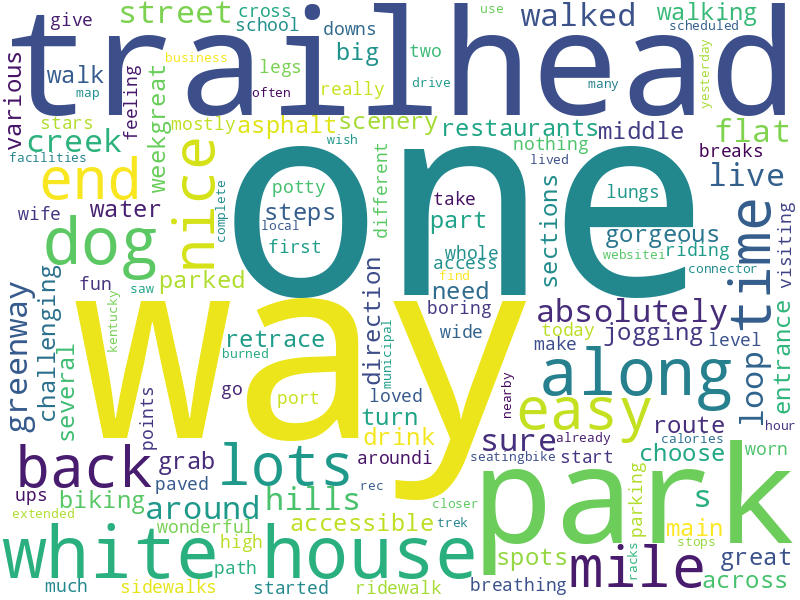 give street cross school downs big two walked walking scheduled
trailhead
various walk map business legs often really drive use many yesterday
feeling stars mostly asphalt scenery restaurants middle flat
creek weekgreat wish nothing breaks
facilities nice one lived live
end potty different take lungs
wife water complete steps local first part sections gorgeous visiting
dog whole access websitei riding connector time
fun saw parked find need
greenway challenging kentucky way direction boring absolutely
retrace wide today jogging level entrance
several burned municipal make loop
go port loved nearby along
points turn easy route
back grab drink sure already choose worn hour
lots aroundi calories
paved rec seatingbike start
ups biking around hills closer park s parking
extended wonderful accessible trek main
white house high spots stops
path mile racks great
much sidewalks started ridewalk breathing across